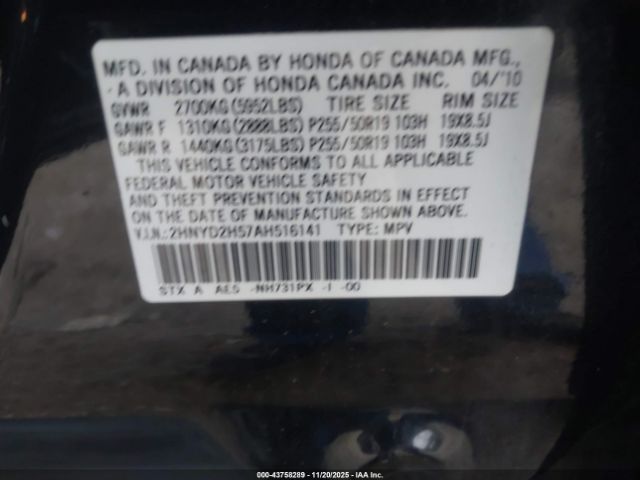 MFD. IN CANADA BY HONDA OF CANADA MFG.,
A DIVISION OF HONDA CANADA INC. 04/'10
GVWR 2700KG(5952LBS) TIRE SIZE RIM SIZE
GAWR F 1310KG(2888LBS) P255/50R19 103H 19X8.5J
GAWR R 1440KG(3175LBS) P255/50R19 103H 19X8.5J
THIS VEHICLE CONFORMS TO ALL APPLICABLE
FEDERAL MOTOR VEHICLE SAFETY
AND THEFT PREVENTION STANDARDS IN EFFECT
ON THE DATE OF MANUFACTURE SHOWN ABOVE.
V.I.N.:2HNYD2H57AH516141 TYPE: MPV
STX A AE5 -NH731PX -I -00
000-43758289 - 11/20/2025 - IAAI.COM